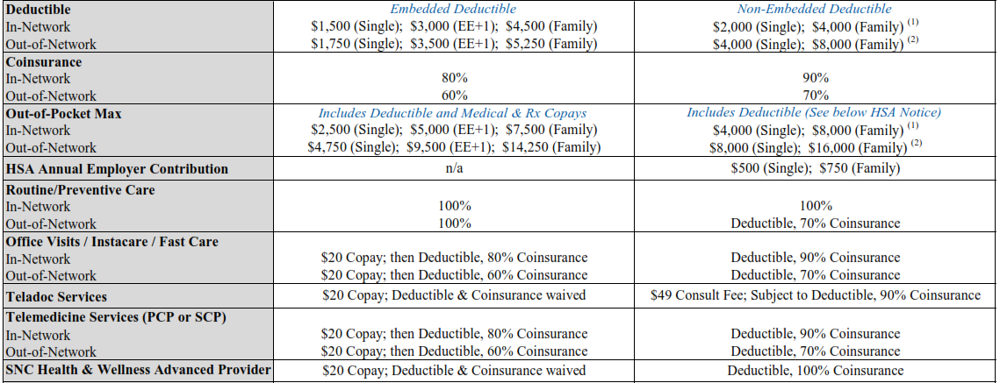 Deductible Embedded Deductible Non-Embedded Deductible
In-Network $1,500 (Single); $3,000 (EE+1); $4,500 (Family) $2,000 (Single); $4,000 (Family) (1)
Out-of-Network $1,750 (Single); $3,500 (EE+1); $5,250 (Family) $4,000 (Single); $8,000 (Family) (2)
Coinsurance
In-Network 80% 90%
Out-of-Network 60% 70%
Out-of-Pocket Max Includes Deductible and Medical & Rx Copays Includes Deductible (See below HSA Notice)
In-Network $2,500 (Single); $5,000 (EE+1); $7,500 (Family) $4,000 (Single); $8,000 (Family) (1)
Out-of-Network $4,750 (Single); $9,500 (EE+1); $14,250 (Family) $8,000 (Single); $16,000 (Family) (2)
HSA Annual Employer Contribution n/a $500 (Single); $750 (Family)
Routine/Preventive Care
In-Network 100% 100%
Out-of-Network 100% Deductible, 70% Coinsurance
Office Visits / Instacare / Fast Care
In-Network $20 Copay; then Deductible, 80% Coinsurance Deductible, 90% Coinsurance
Out-of-Network $20 Copay; then Deductible, 60% Coinsurance Deductible, 70% Coinsurance
Teladoc Services $20 Copay; Deductible & Coinsurance waived $49 Consult Fee; Subject to Deductible, 90% Coinsurance
Telemedicine Services (PCP or SCP)
In-Network $20 Copay; then Deductible, 80% Coinsurance Deductible, 90% Coinsurance
Out-of-Network $20 Copay; then Deductible, 60% Coinsurance Deductible, 70% Coinsurance
SNC Health & Wellness Advanced Provider $20 Copay; Deductible & Coinsurance waived Deductible, 100% Coinsurance